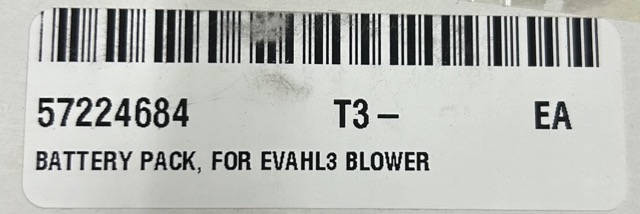 57224684 T3– EA
BATTERY PACK, FOR EVAHL3 BLOWER